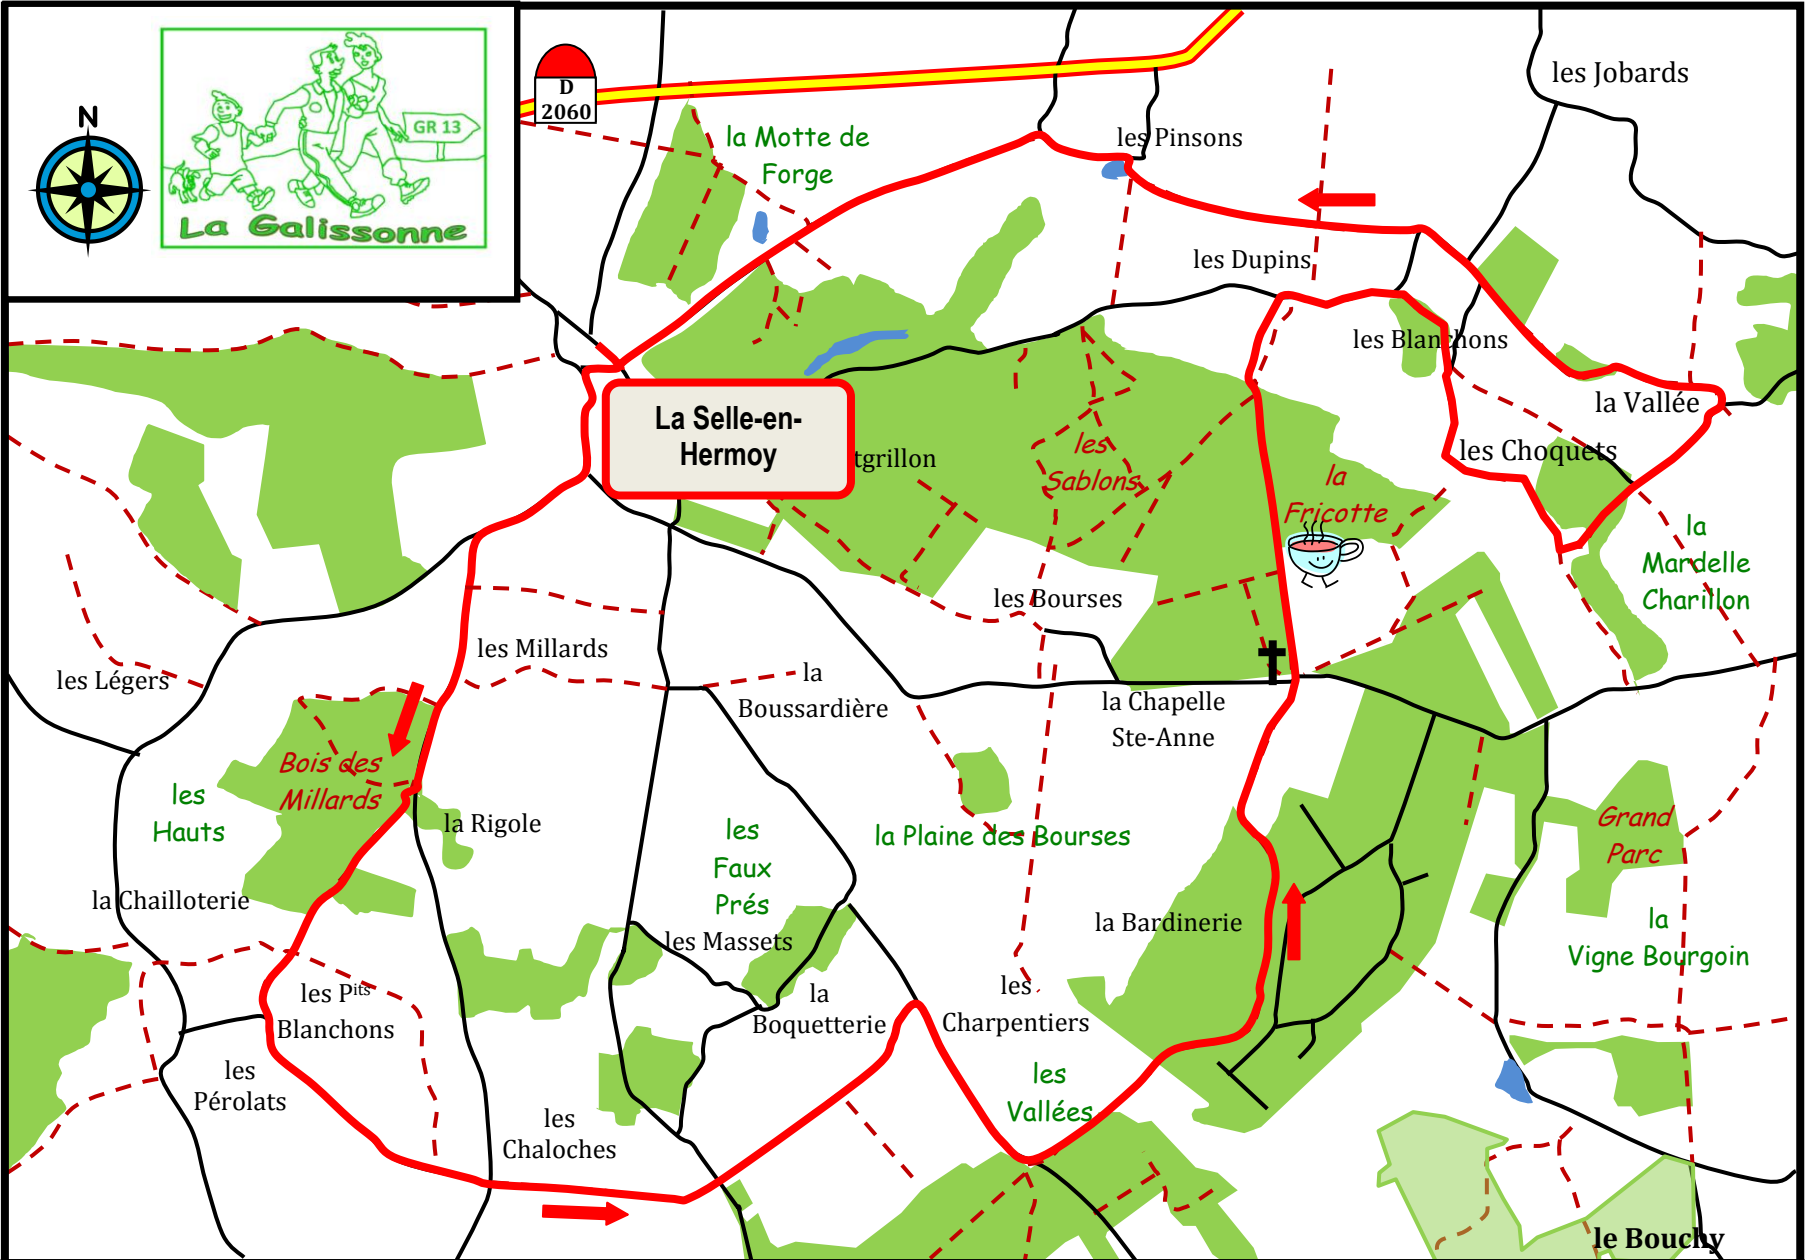 N
GR 13
La Galissonne
D
2060
les Jobards
la Motte de
Forge
les Pinsons
les Dupins
les Blanchons
la Vallée
La Selle-en-
Hermoy
tgrillon
les
Sablons
la
Fricotte
les Choquets
la
Mardelle
Charillon
les Bourses
les Millards
les Légers
la
Boussardière
la Chapelle
Ste-Anne
Bois des
Millards
les
Hauts
la Rigole
les
Faux
Prés
la Plaine des Bourses
Grand
Parc
la Chailloterie
les Massets
la Bardinerie
la
Vigne Bourgoin
les Pits
Blanchons
la
Boquetterie
les
Charpentiers
les
Pérolats
les
Vallées
les
Chaloches
le Bouchy